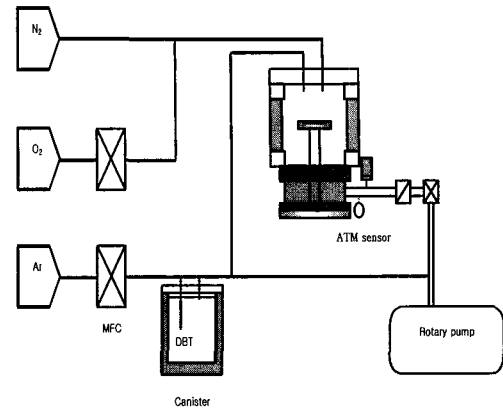 N₂
O₂
ATM sensor
Ar
MFC
DBT
Rotary pump
Canister